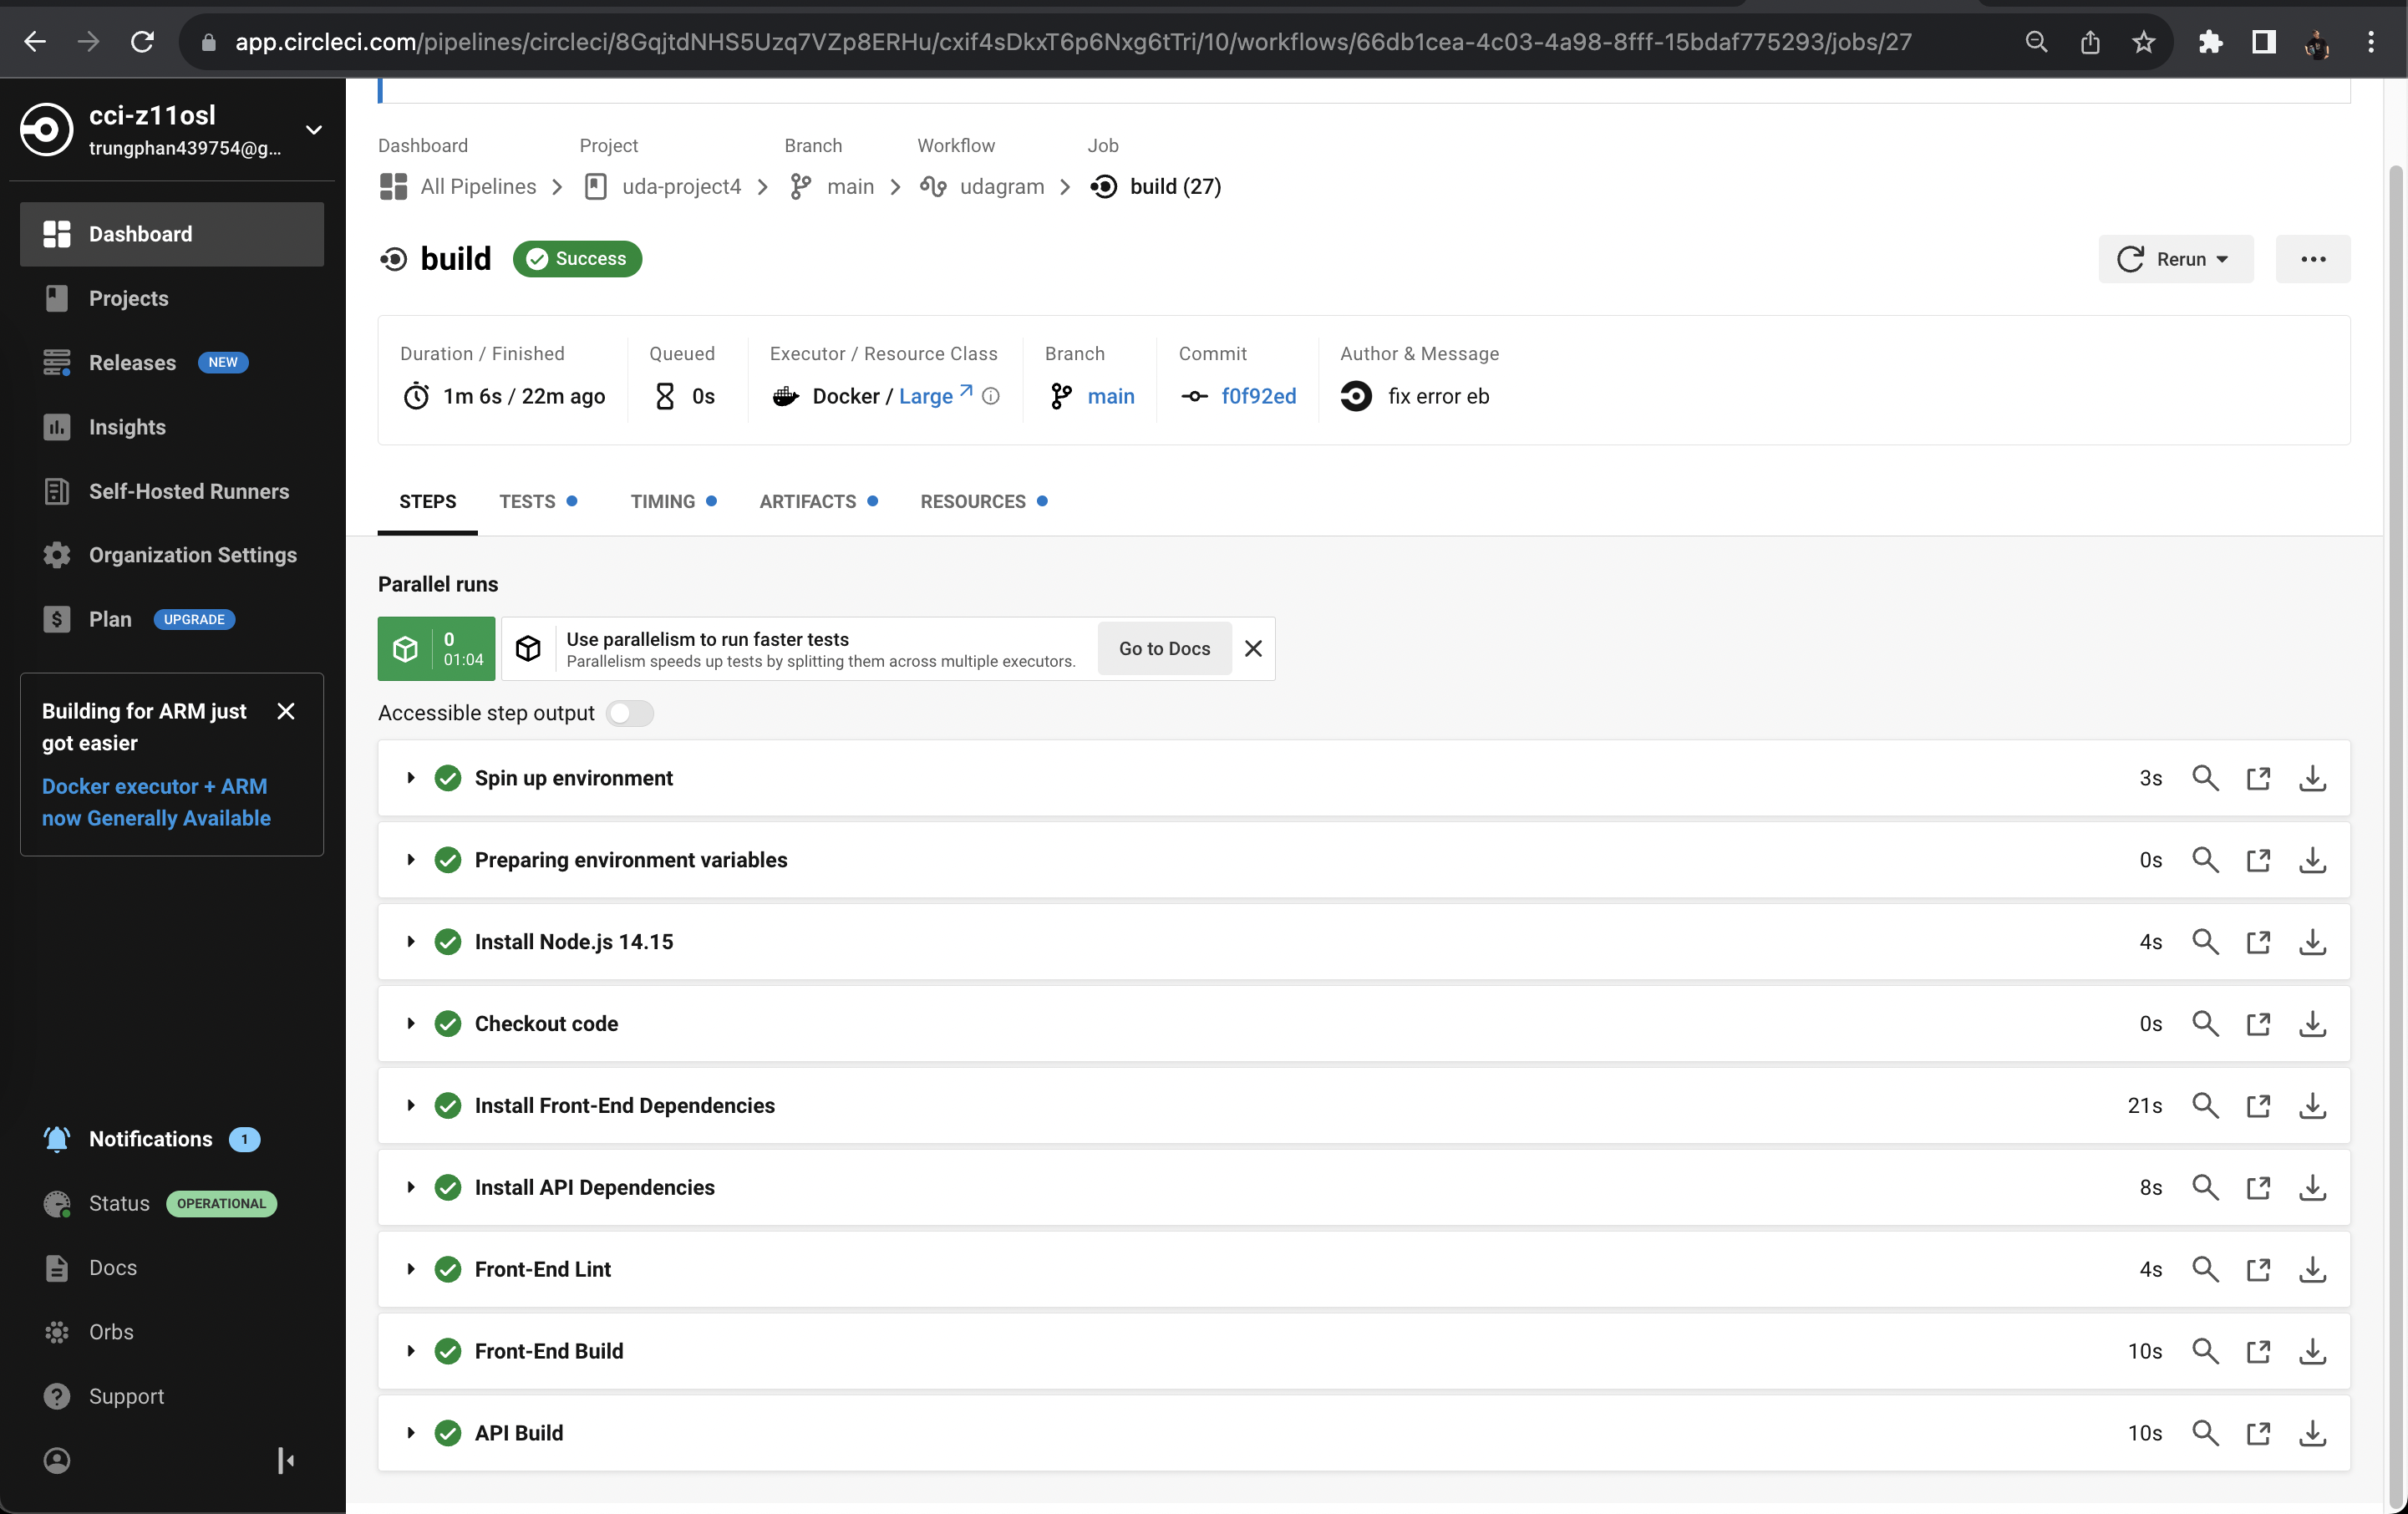 app.circleci.com/pipelines/circleci/8GqjtdNHS5Uzq7VZp8ERHu/cxif4sDkxT6p6Nxg6tTri/10/workflows/66db1cea-4c03-4a98-8fff-15bdaf775293/jobs/27
cci-z11osl
trungphan439754@g...
Dashboard
Projects
Releases NEW
Insights
Self-Hosted Runners
Organization Settings
Plan UPGRADE
Building for ARM just
got easier
Docker executor + ARM
now Generally Available
Notifications 1
Status OPERATIONAL
Docs
Orbs
Support
Dashboard Project Branch Workflow Job
All Pipelines uda-project4 main udagram build (27)
build Success
Rerun
Duration / Finished Queued Executor / Resource Class Branch Commit Author & Message
1m 6s / 22m ago 0s Docker / Large main f0f92ed fix error eb
STEPS TESTS TIMING ARTIFACTS RESOURCES
Parallel runs
0
01:04
Use parallelism to run faster tests
Parallelism speeds up tests by splitting them across multiple executors.
Go to Docs
Accessible step output
Spin up environment 3s
Preparing environment variables 0s
Install Node.js 14.15 4s
Checkout code 0s
Install Front-End Dependencies 21s
Install API Dependencies 8s
Front-End Lint 4s
Front-End Build 10s
API Build 10s